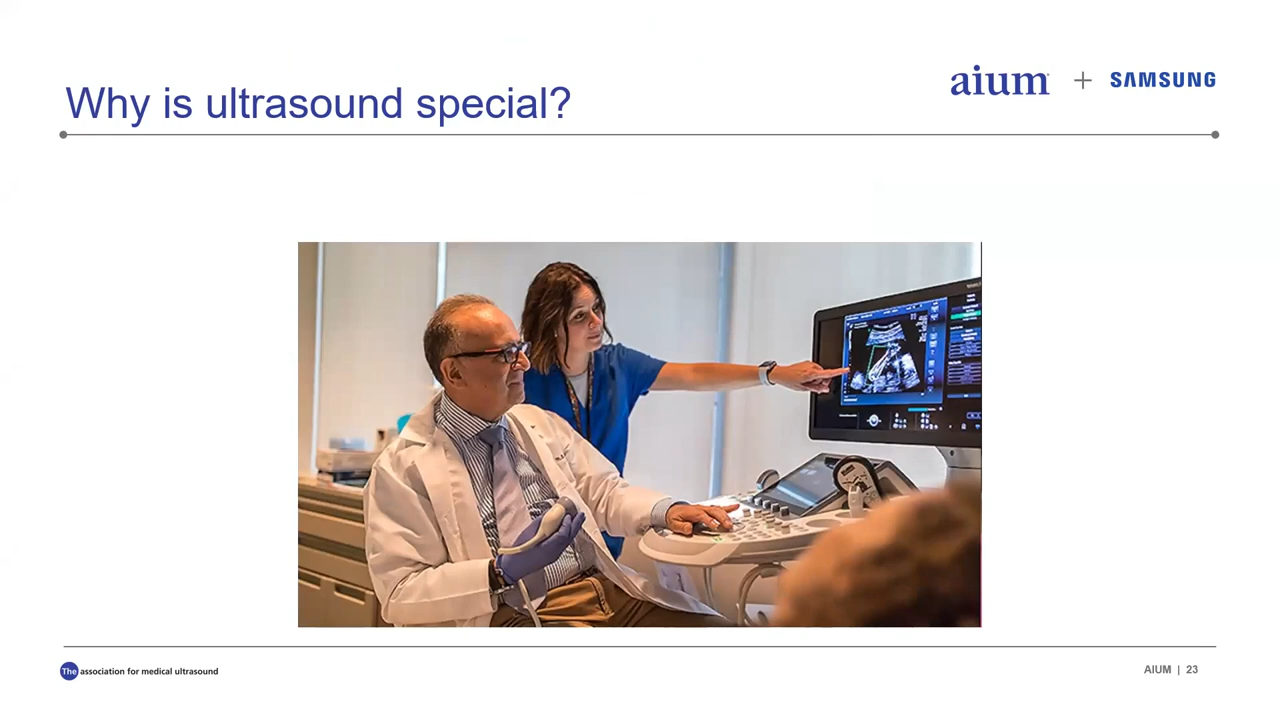 Why is ultrasound special?
aium + SAMSUNG
The association for medical ultrasound
AIUM | 23